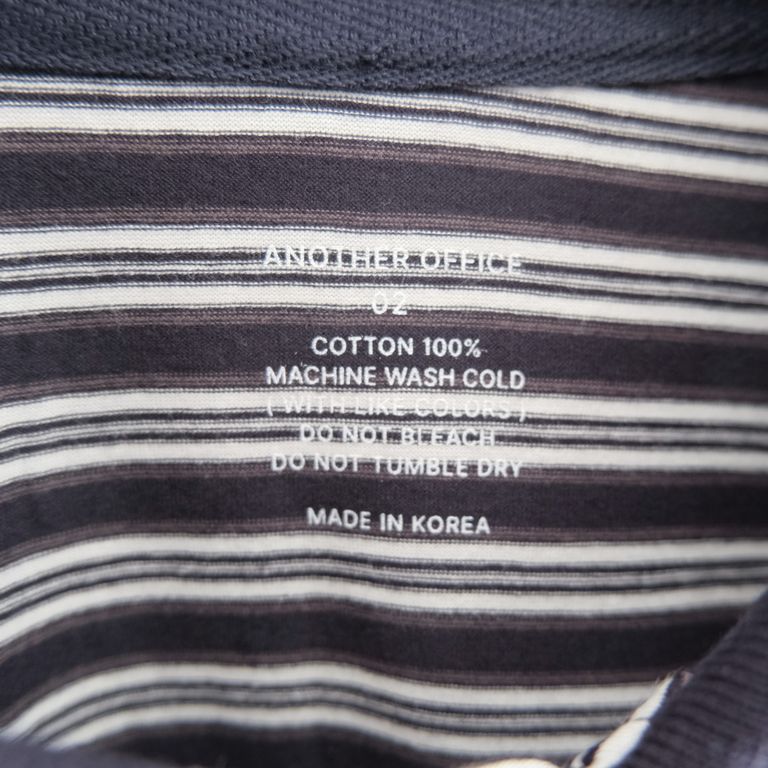 ANOTHER OFFICE
02
COTTON 100%
MACHINE WASH COLD
( WITH LIKE COLORS )
DO NOT BLEACH
DO NOT TUMBLE DRY
MADE IN KOREA